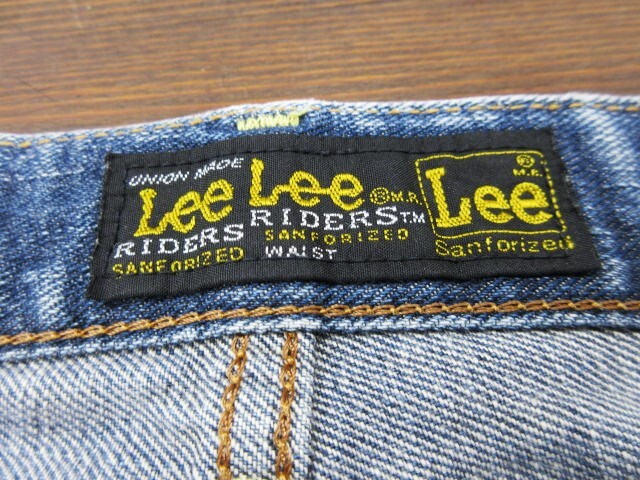 UNION MADE
Lee
RIDERS
SANFORIZED
Lee ® M.R.
RIDERS™
SANFORIZED
WAIST
® M.R.
Lee
Sanforized